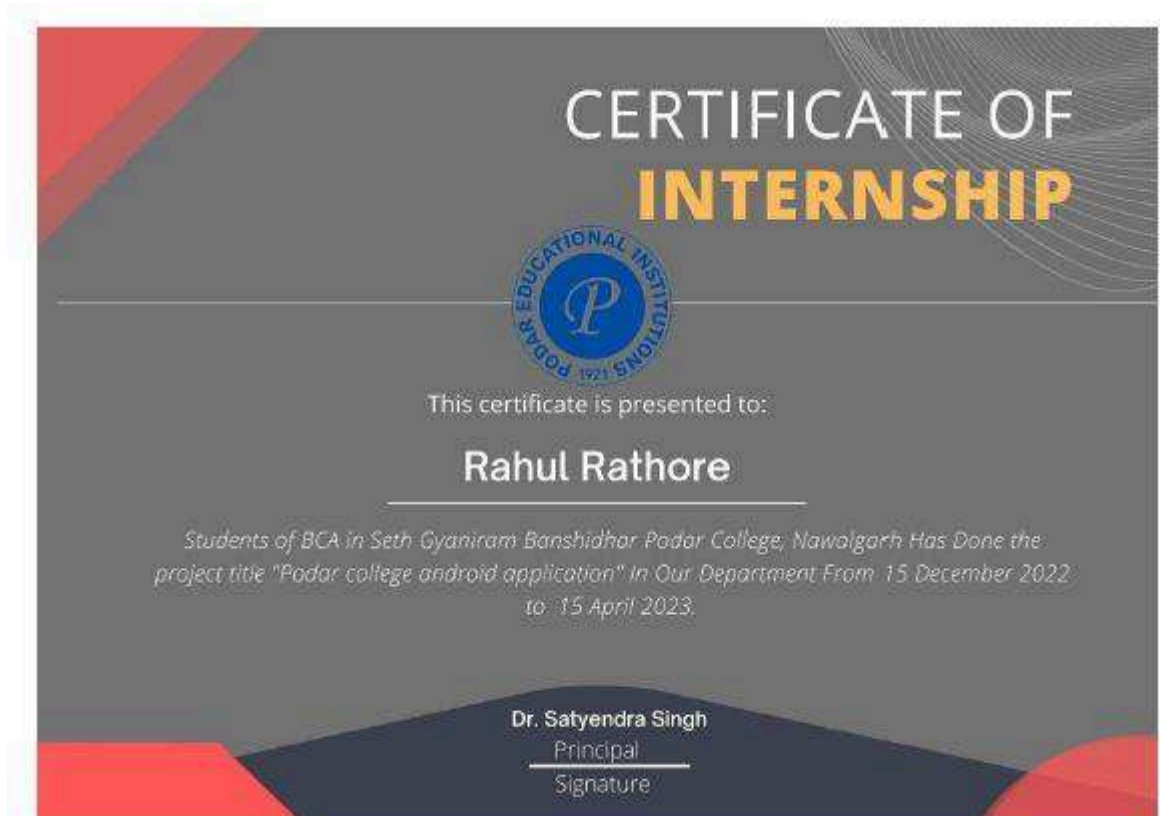 CERTIFICATE OF
INTERNSHIP
PODAR EDUCATIONAL INSTITUTIONS
1921
P
This certificate is presented to:
Rahul Rathore
Students of BCA in Seth Gyaniram Banshidhar Podar College, Nawalgarh Has Done the
project title "Podar college android application" In Our Department From 15 December 2022
to 15 April 2023.
Dr. Satyendra Singh
Principal
Signature